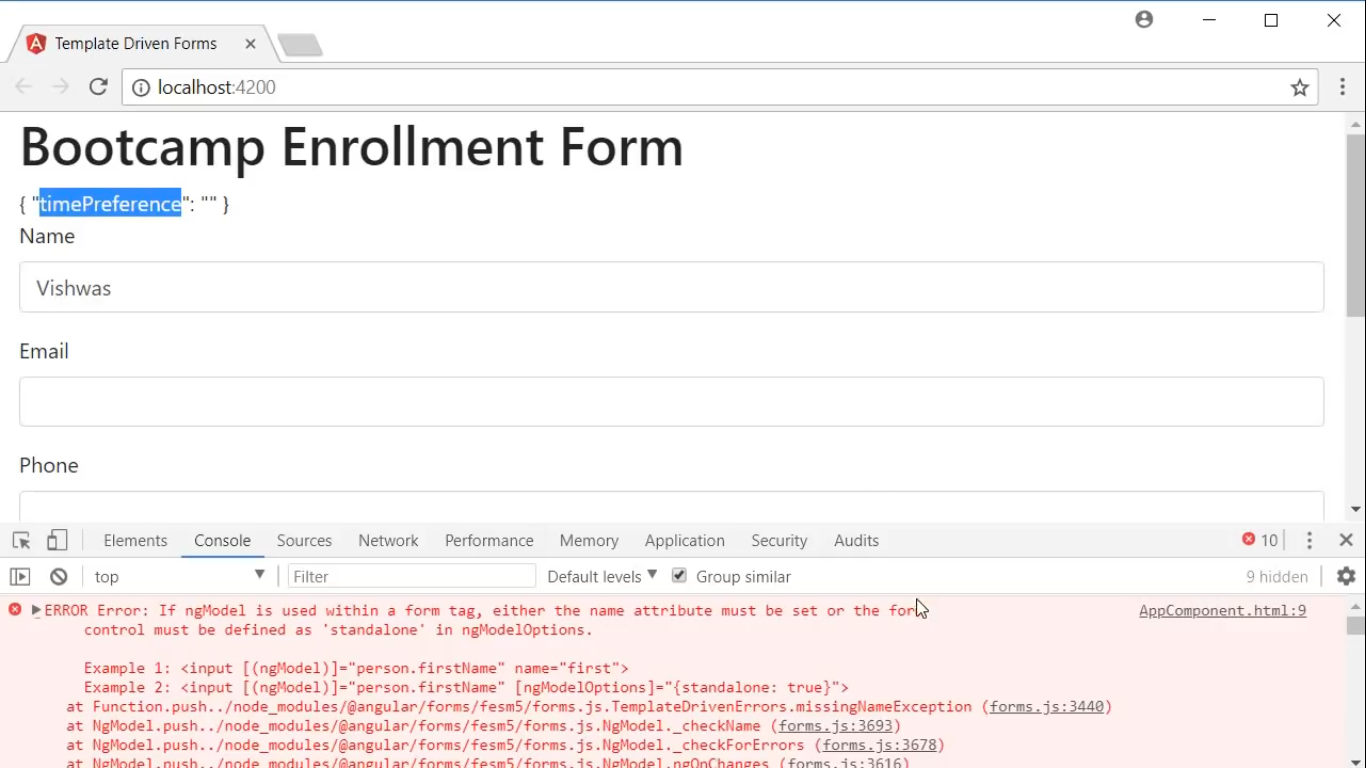 Template Driven Forms
localhost:4200
Bootcamp Enrollment Form
{ "timePreference": "" }
Name
Vishwas
Email
Phone
Elements Console Sources Network Performance Memory Application Security Audits 10
top Filter Default levels Group similar 9 hidden
ERROR Error: If ngModel is used within a form tag, either the name attribute must be set or the for AppComponent.html:9
control must be defined as 'standalone' in ngModelOptions.
Example 1: <input [(ngModel)]="person.firstName" name="first">
Example 2: <input [(ngModel)]="person.firstName" [ngModelOptions]="{standalone: true}">
at Function.push../node_modules/@angular/forms/fesm5/forms.js.TemplateDrivenErrors.missingNameException (forms.js:3440)
at NgModel.push../node_modules/@angular/forms/fesm5/forms.js.NgModel._checkName (forms.js:3693)
at NgModel.push../node_modules/@angular/forms/fesm5/forms.js.NgModel._checkForErrors (forms.js:3678)
at NgModel.push../node_modules/@angular/forms/fesm5/forms.js.NgModel.ngOnChanges (forms.js:3616)